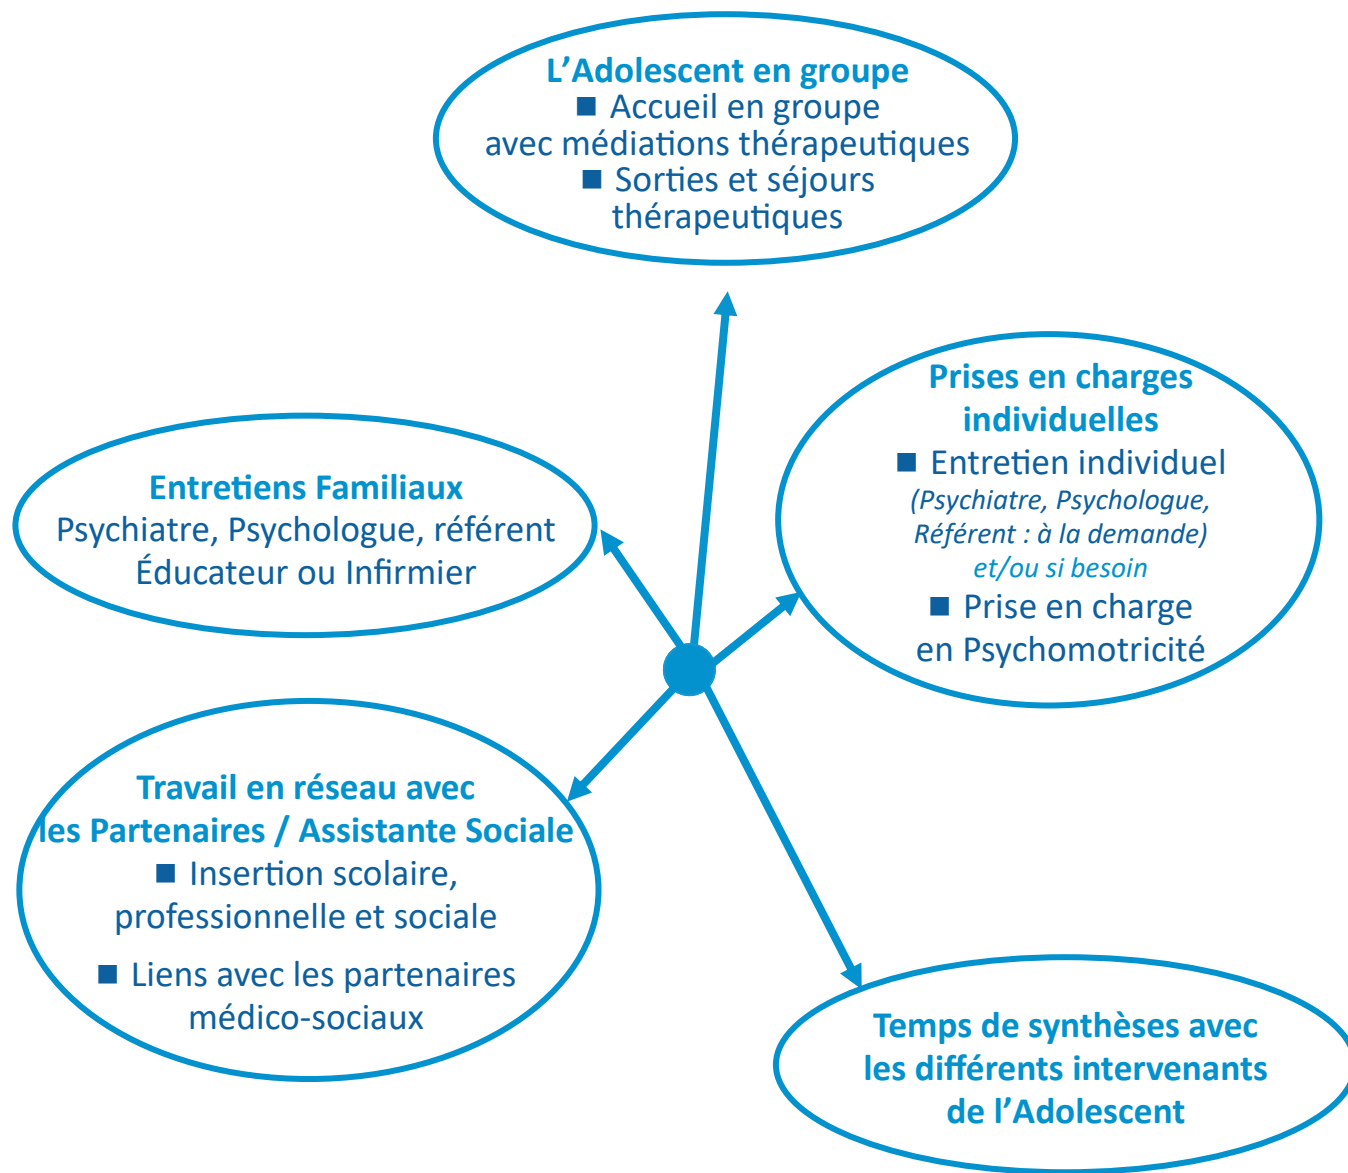 L’Adolescent en groupe
■ Accueil en groupe
avec médiations thérapeutiques
■ Sorties et séjours
thérapeutiques
Prises en charges
individuelles
■ Entretien individuel
(Psychiatre, Psychologue,
Référent : à la demande)
et/ou si besoin
■ Prise en charge
en Psychomotricité
Entretiens Familiaux
Psychiatre, Psychologue, référent
Éducateur ou Infirmier
Travail en réseau avec
les Partenaires / Assistante Sociale
■ Insertion scolaire,
professionnelle et sociale
■ Liens avec les partenaires
médico-sociaux
Temps de synthèses avec
les différents intervenants
de l’Adolescent